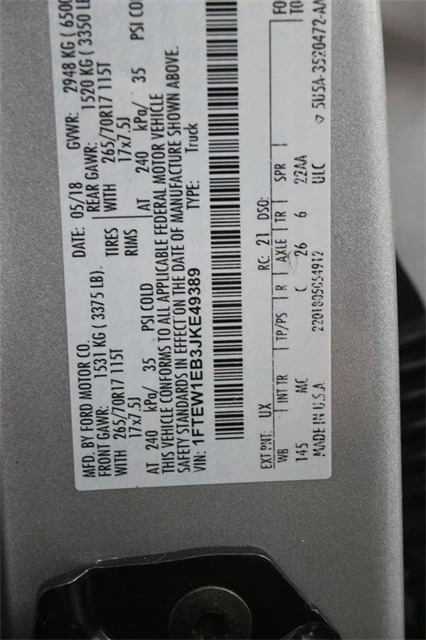 MFD. BY FORD MOTOR CO.
DATE: 05/18 GVWR: 2948 KG ( 650
FRONT GAWR: 1531 KG ( 3375 LB). REAR GAWR: 1520 KG ( 3350 LB
WITH 265/70R17 115T TIRES WITH 265/70R17 115T
17x7.5J RIMS 17x7.5J
AT 240 kPa/ 35 PSI COLD AT 240 kPa/ 35 PSI CO
THIS VEHICLE CONFORMS TO ALL APPLICABLE FEDERAL MOTOR VEHICLE
SAFETY STANDARDS IN EFFECT ON THE DATE OF MANUFACTURE SHOWN ABOVE.
VIN: 1FTEW1EB3JKE49389 TYPE: Truck
FO
TO
EXT PNT: UX RC: 21 DSO:
WB INT TR TP/PS R AXLE TR SPR
145 MC C 26 6 22AA
MADE IN U.S.A. 2201805054912 ULC 5U5A-3520472-AA